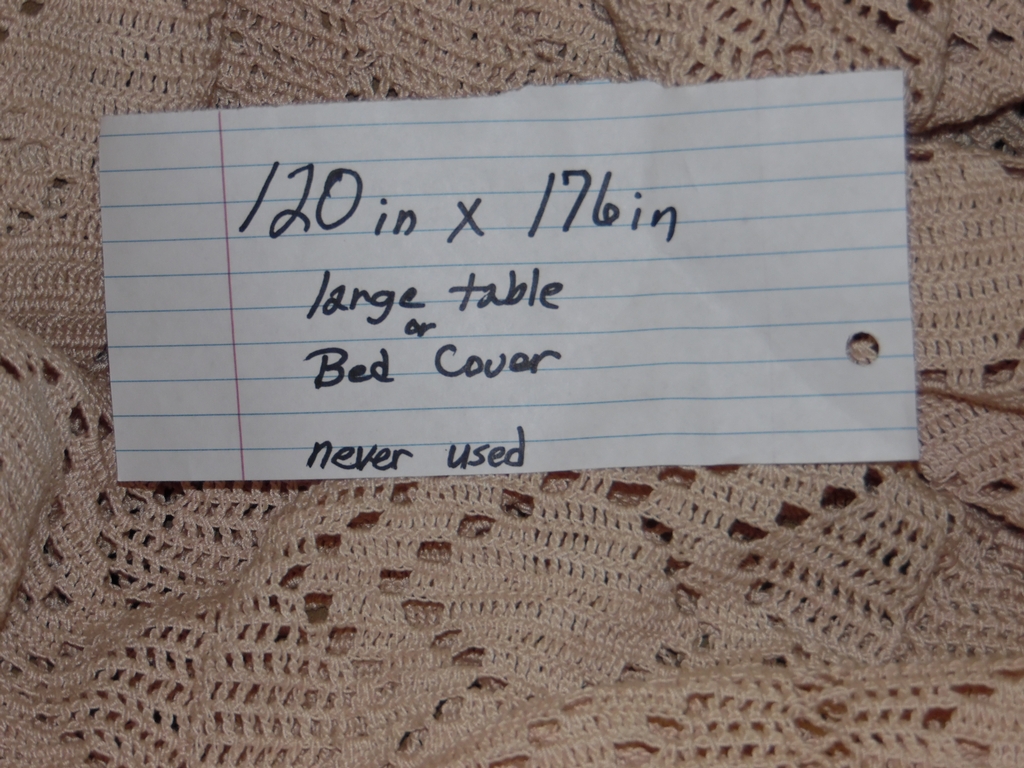 120 in x 176 in
large table
or
Bed Cover
never used